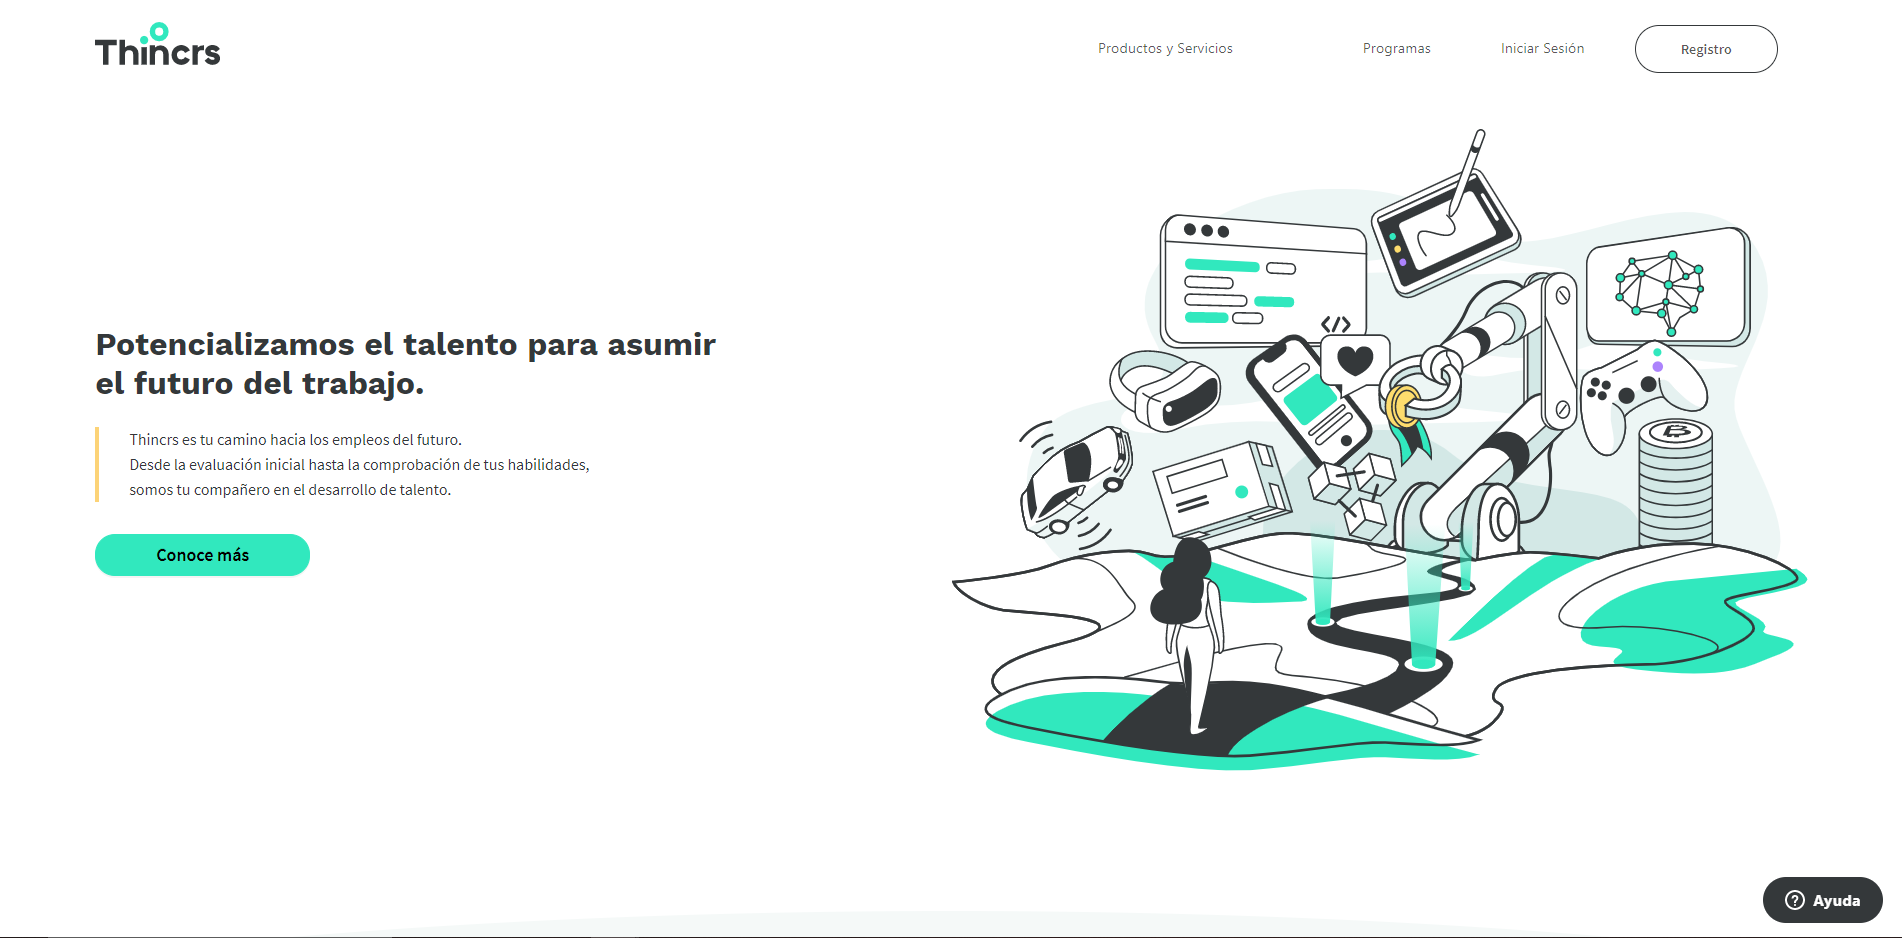 Thincrs
Productos y Servicios
Programas
Iniciar Sesión
Registro
Potencializamos el talento para asumir
el futuro del trabajo.
Thincrs es tu camino hacia los empleos del futuro.
Desde la evaluación inicial hasta la comprobación de tus habilidades,
somos tu compañero en el desarrollo de talento.
Conoce más
</>
Ayuda